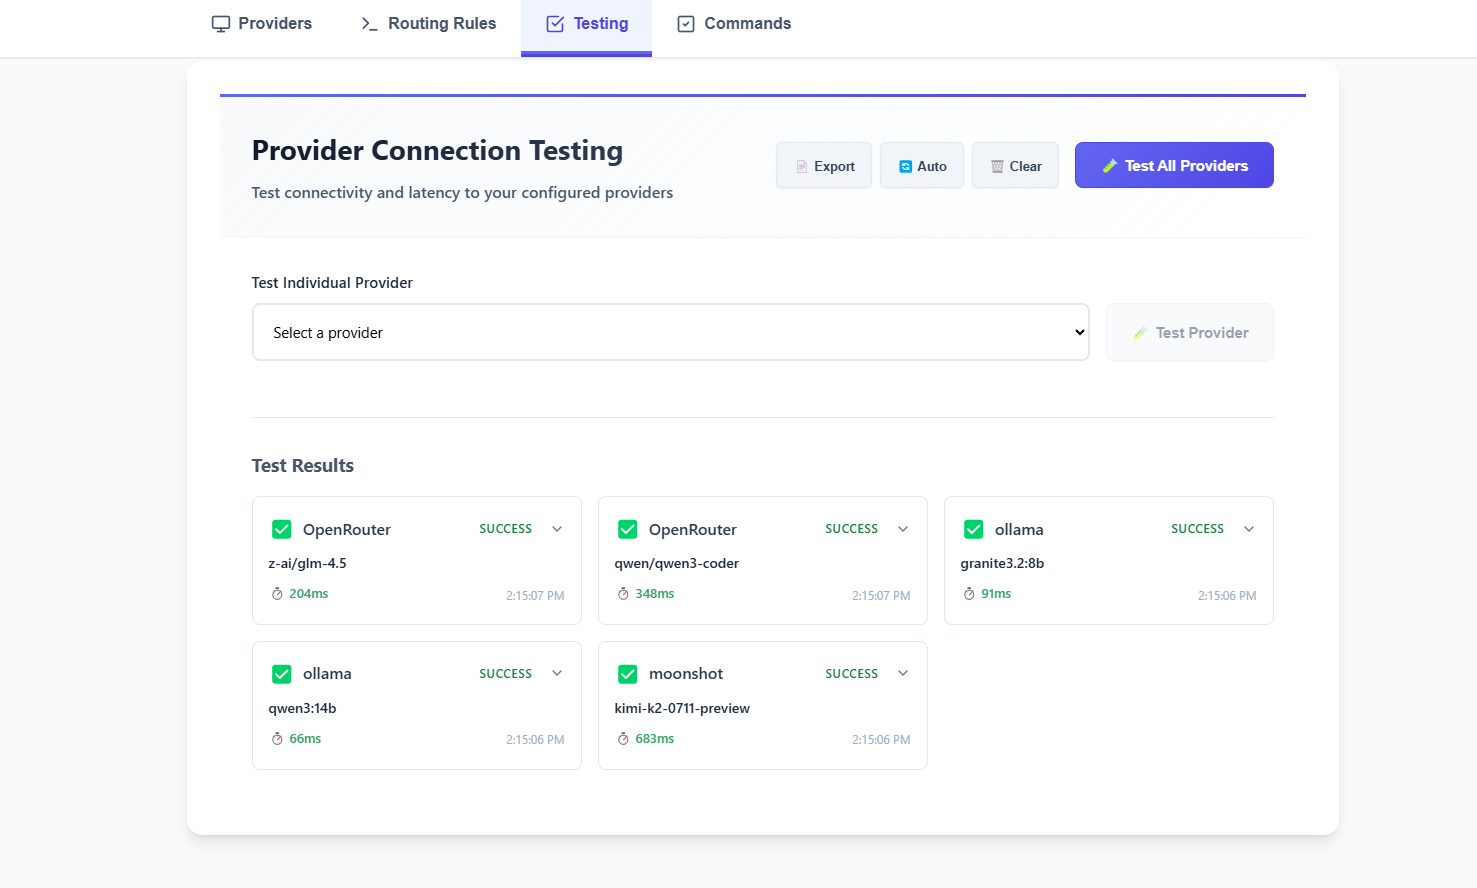 Providers
Routing Rules
Testing
Commands
Provider Connection Testing
Test connectivity and latency to your configured providers
Export
Auto
Clear
Test All Providers
Test Individual Provider
Select a provider
Test Provider
Test Results
OpenRouter SUCCESS
z-ai/glm-4.5
204ms 2:15:07 PM
OpenRouter SUCCESS
qwen/qwen3-coder
348ms 2:15:07 PM
ollama SUCCESS
granite3.2:8b
91ms 2:15:06 PM
ollama SUCCESS
qwen3:14b
66ms 2:15:06 PM
moonshot SUCCESS
kimi-k2-0711-preview
683ms 2:15:06 PM